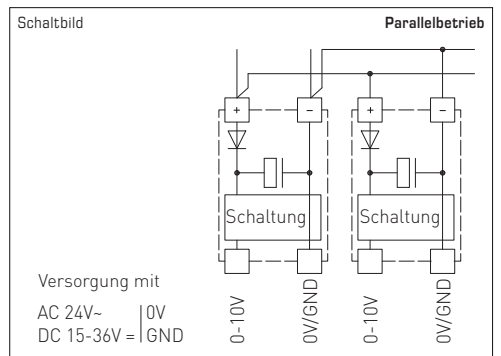 Schaltbild
Parallelbetrieb
+
−
+
−
Schaltung
Schaltung
Versorgung mit
AC 24V~ | 0V
DC 15-36V = | GND
0-10V
0V/GND
0-10V
0V/GND